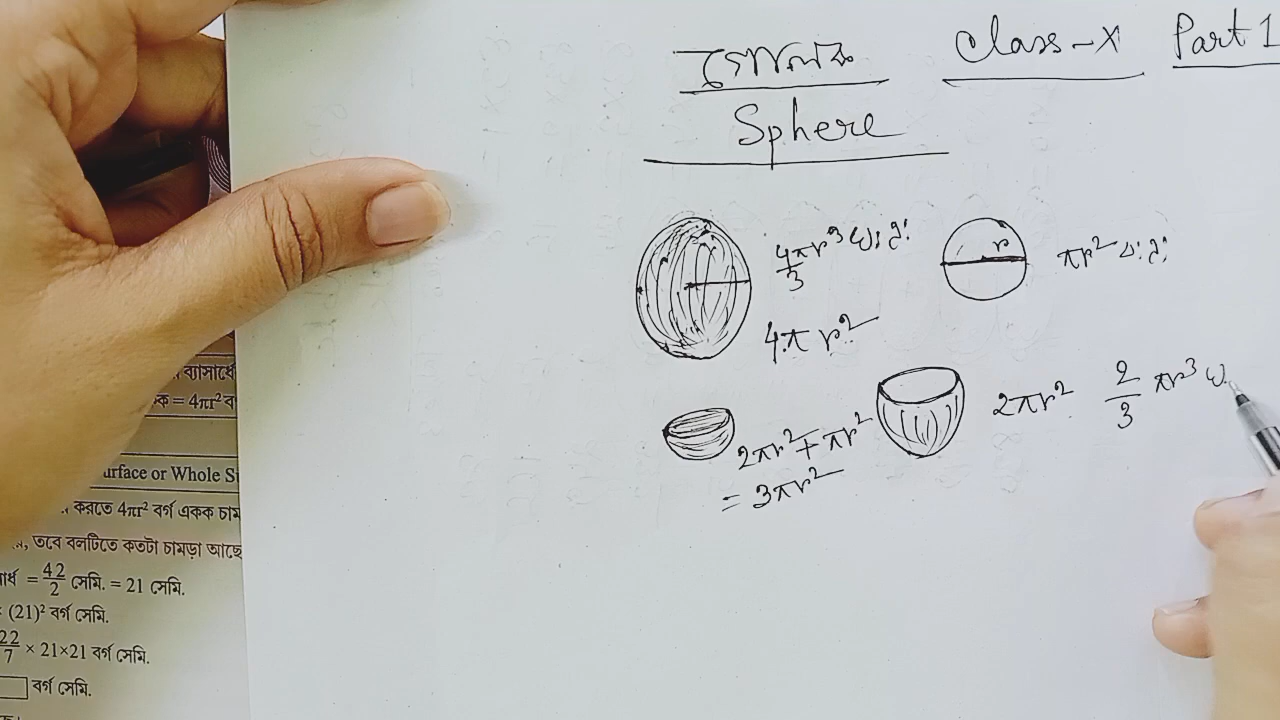 গোলক Class-X Part 1
Sphere
4/3 πr³ ঘ: এ:
r πr² ব: এ:
4πr²
2πr² 2/3 πr³ ঘ
2πr² + πr²
= 3πr²
ব্যাসার্ধে
ক = 4πr² ব
urface or Whole Su
করতে 4πr² বর্গ একক চাম
তবে বলটিতে কতটা চামড়া আছে
ার্ধ = 42/2 সেমি. = 21 সেমি.
(21)² বর্গ সেমি.
22/7 × 21×21 বর্গ সেমি.
বর্গ সেমি.